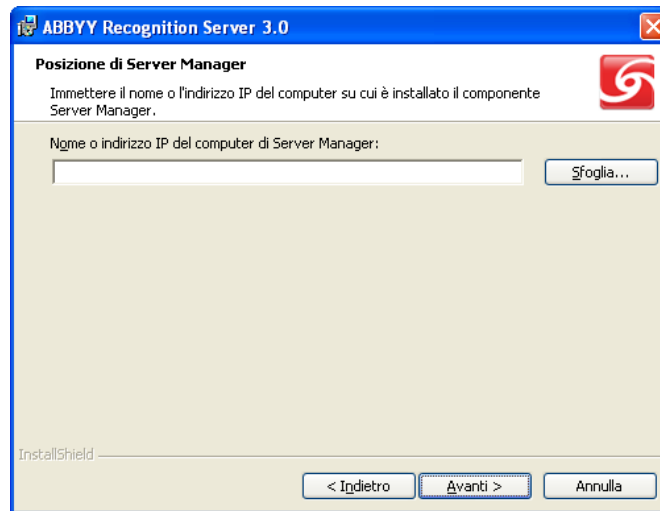 ABBYY Recognition Server 3.0
Posizione di Server Manager
Immettere il nome o l'indirizzo IP del computer su cui è installato il componente
Server Manager.
Nome o indirizzo IP del computer di Server Manager:
Sfoglia...
InstallShield
< Indietro
Avanti >
Annulla